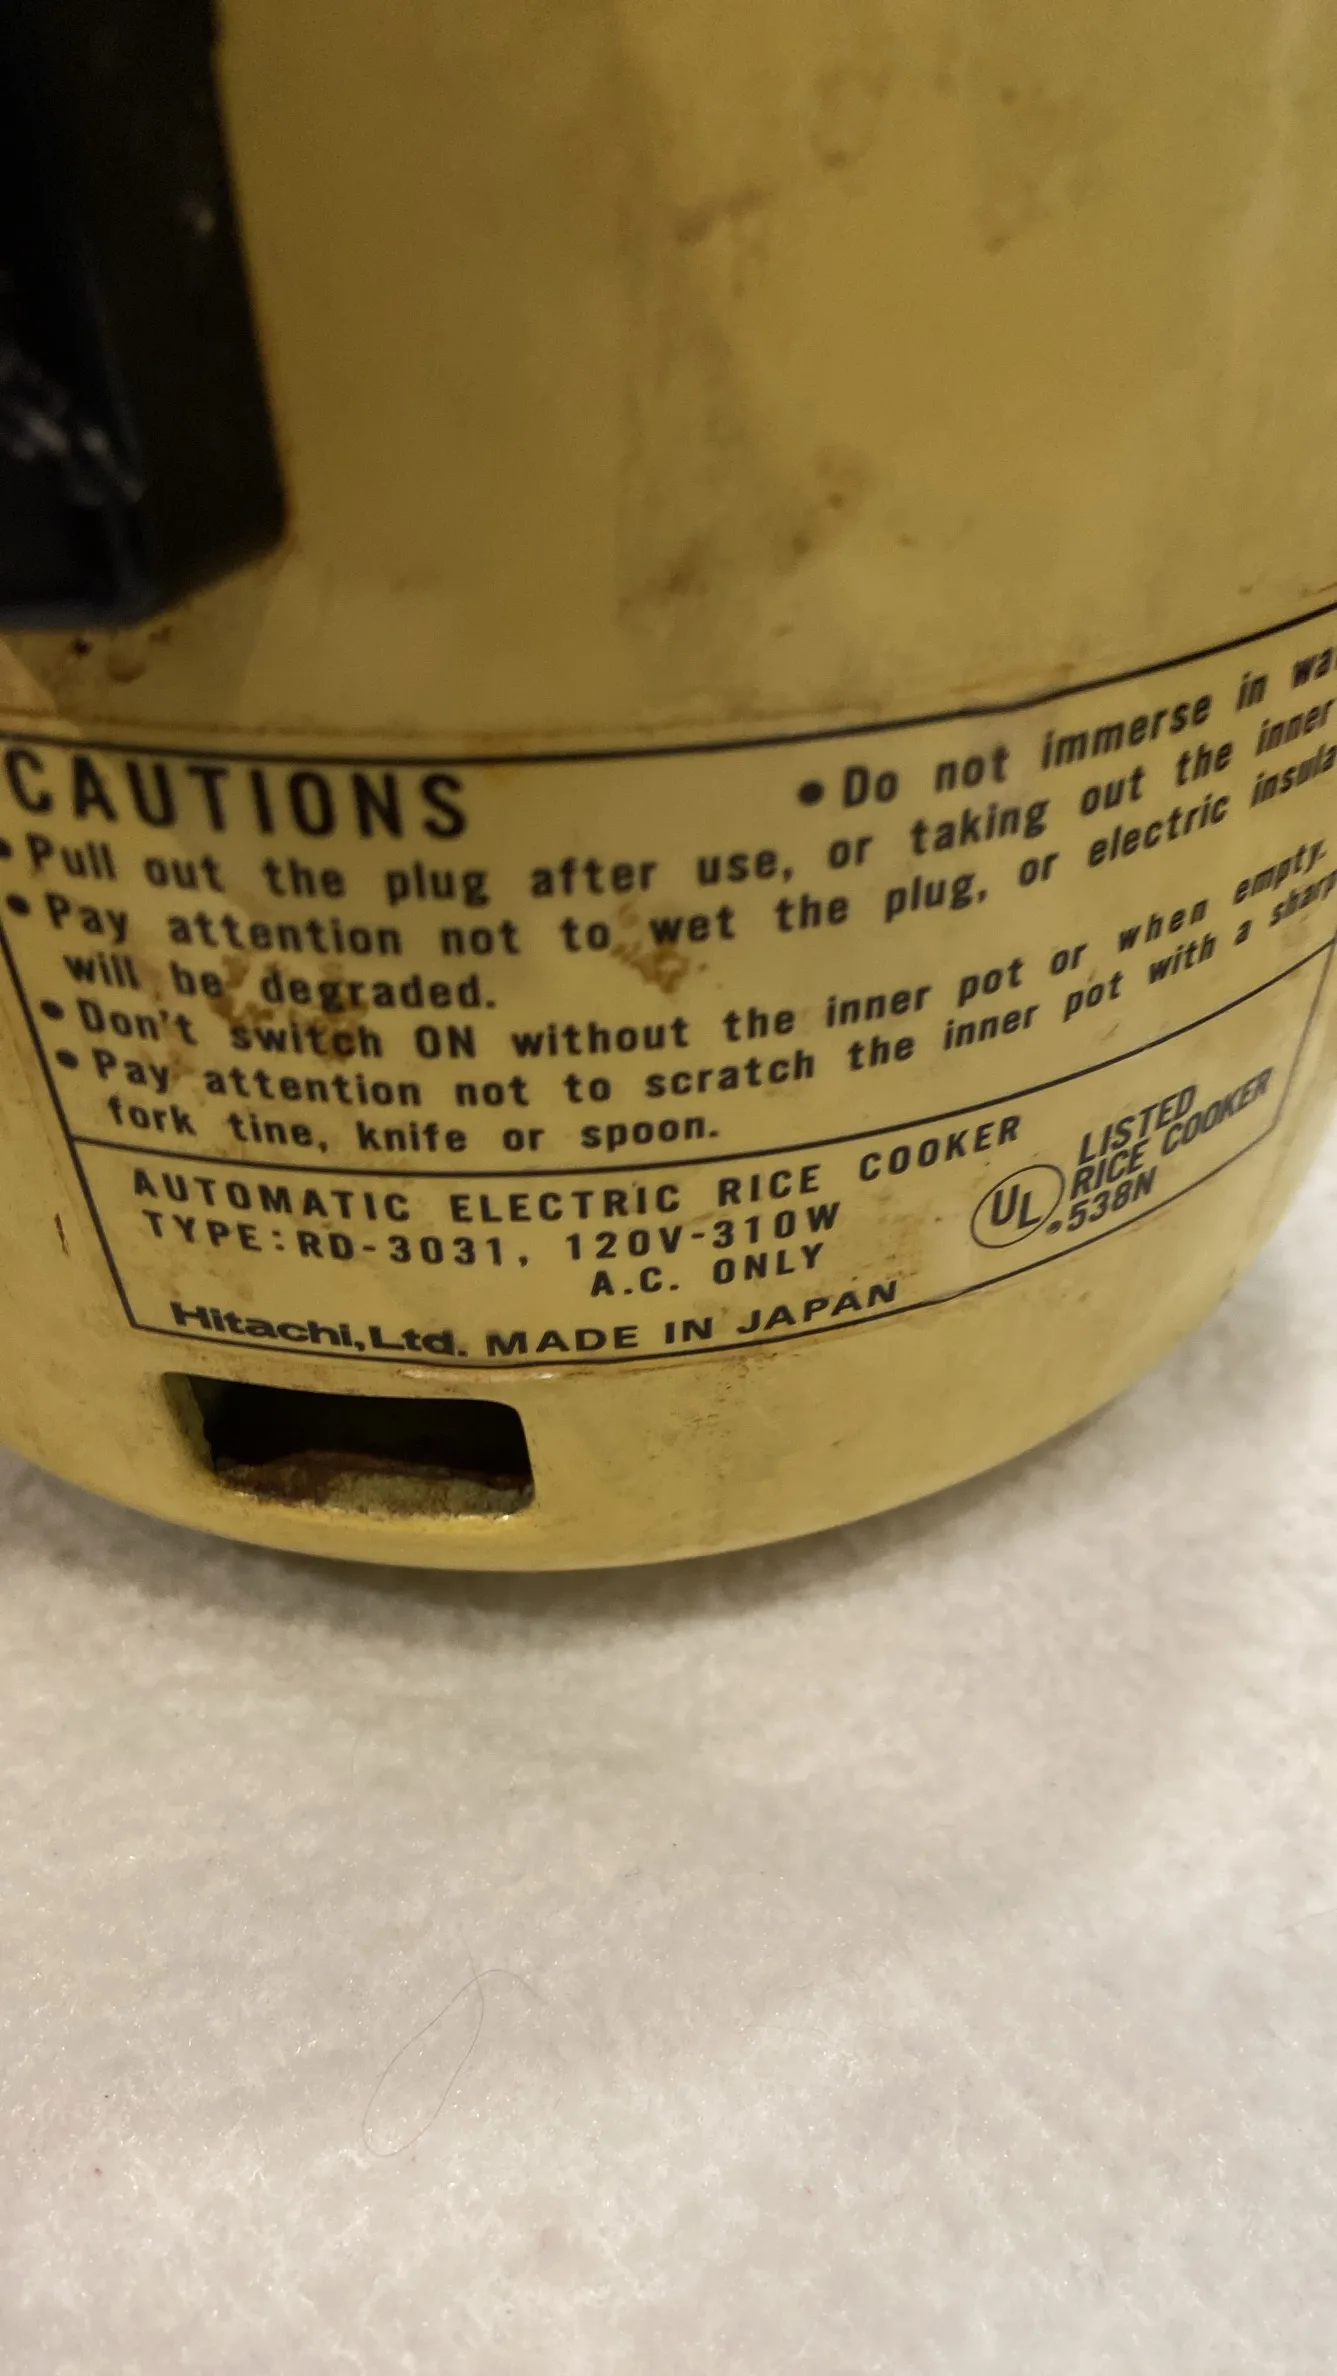 CAUTIONS
• Do not immerse in
• Pull out the plug after use, or taking out the inner
• Pay attention not to wet the plug, or electric
will be degraded.
• Don't switch ON without the inner pot or when empty.
• Pay attention not to scratch the inner pot with a sharp
fork tine, knife or spoon.
AUTOMATIC ELECTRIC RICE COOKER
TYPE:RD-3031, 120V-310W
A.C. ONLY
Hitachi,Ltd. MADE IN JAPAN
UL
LISTED
RICE COOKER
538N